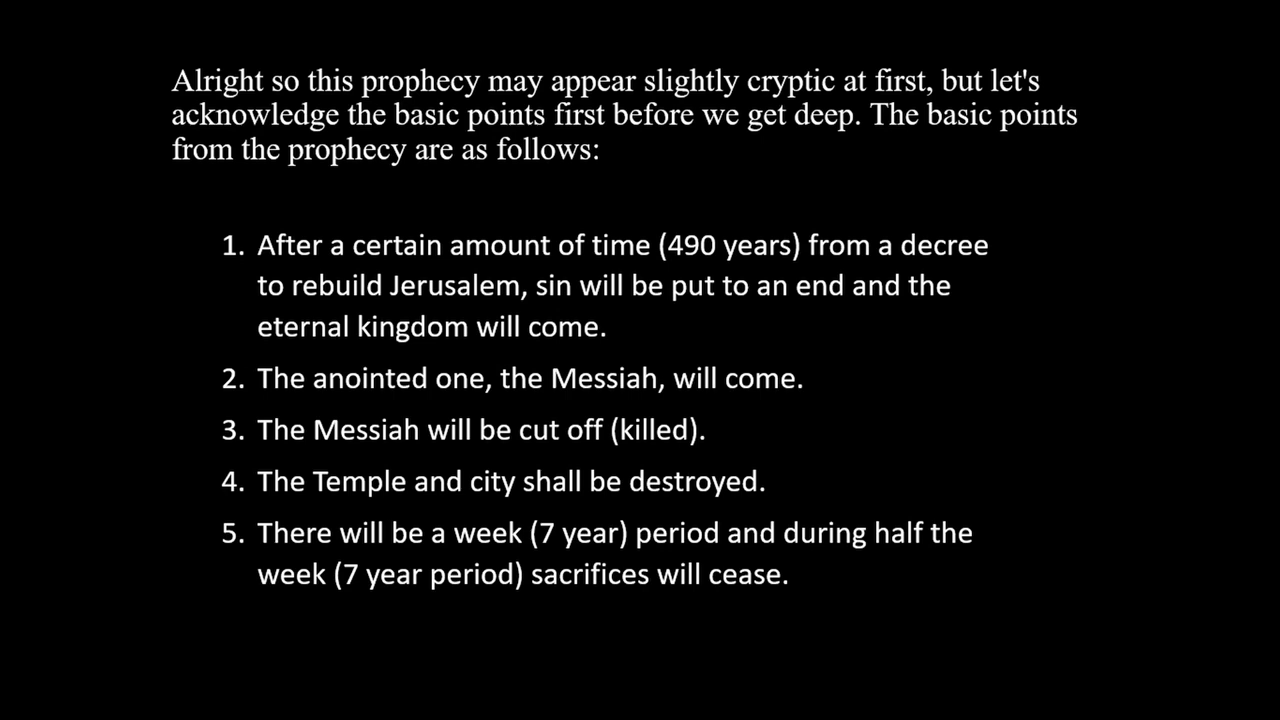 Alright so this prophecy may appear slightly cryptic at first, but let's
acknowledge the basic points first before we get deep. The basic points
from the prophecy are as follows:
1. After a certain amount of time (490 years) from a decree
to rebuild Jerusalem, sin will be put to an end and the
eternal kingdom will come.
2. The anointed one, the Messiah, will come.
3. The Messiah will be cut off (killed).
4. The Temple and city shall be destroyed.
5. There will be a week (7 year) period and during half the
week (7 year period) sacrifices will cease.